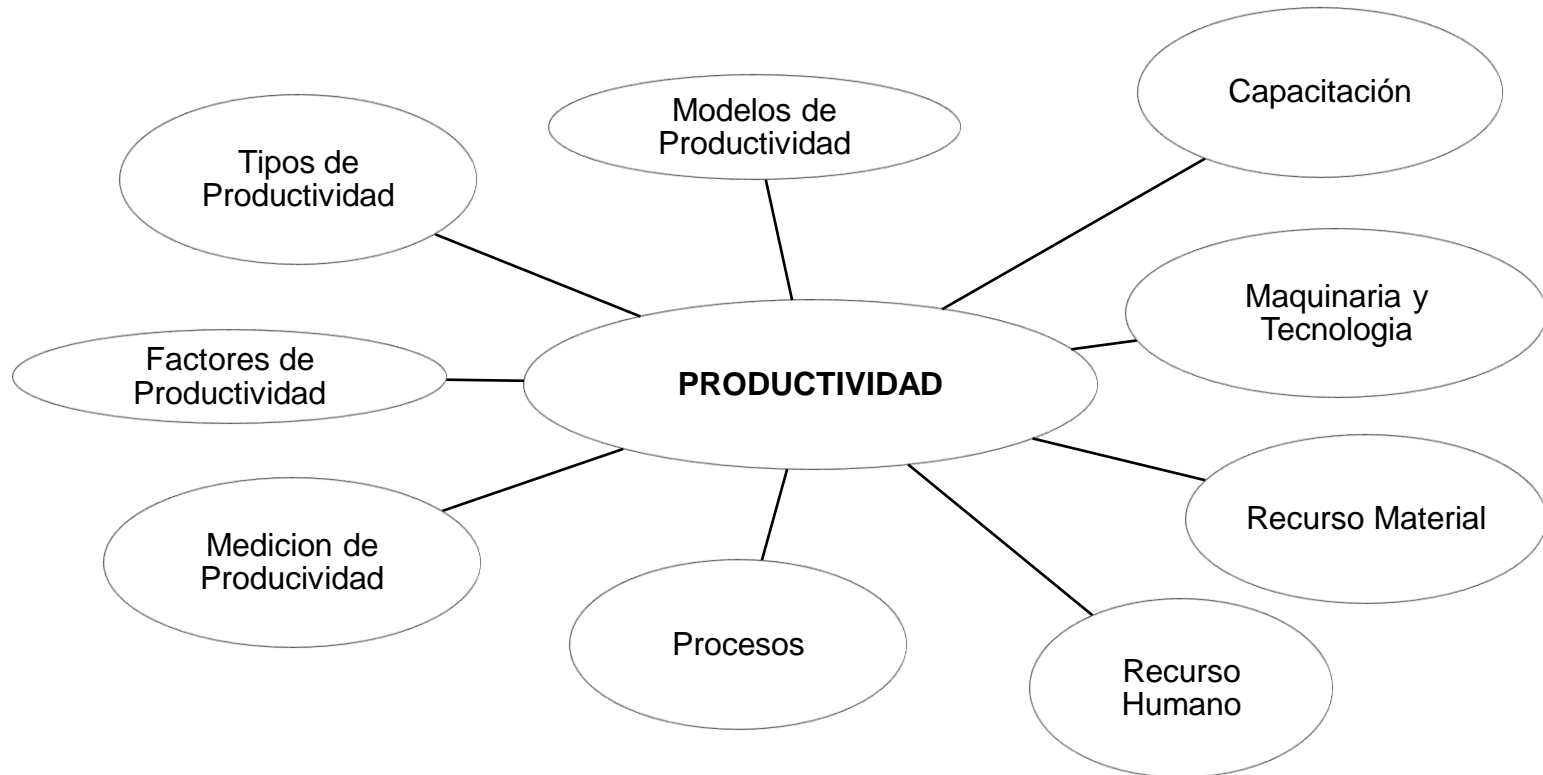 Capacitación
Modelos de
Productividad
Tipos de
Productividad
Maquinaria y
Tecnologia
Factores de
Productividad
PRODUCTIVIDAD
Recurso Material
Medicion de
Producividad
Procesos
Recurso
Humano